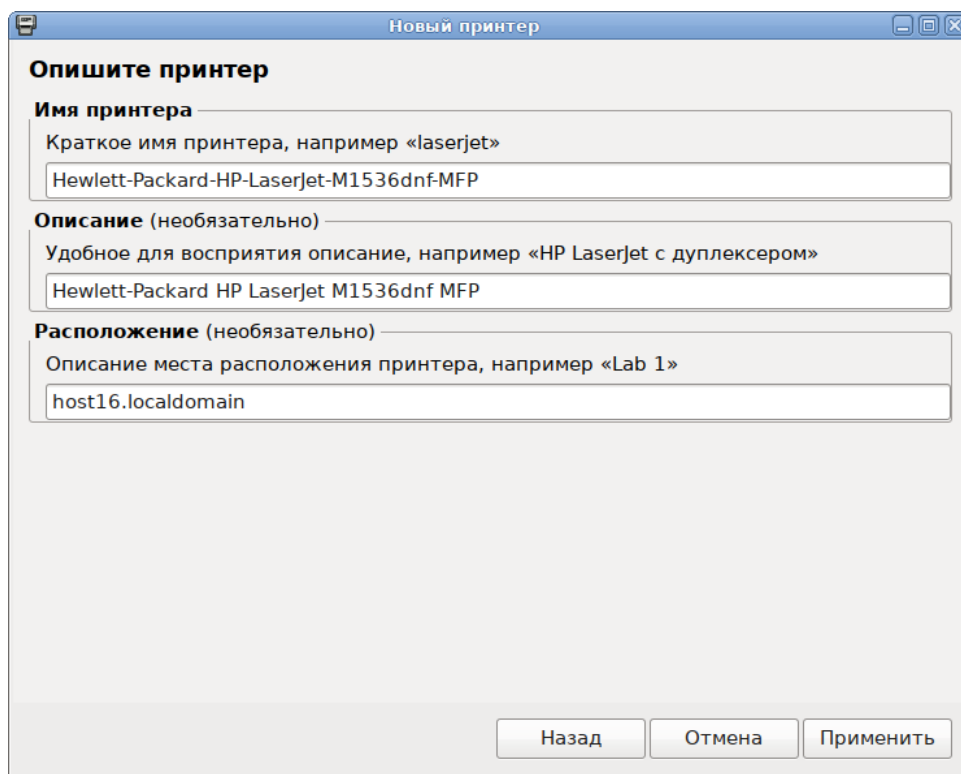 Новый принтер
Опишите принтер
Имя принтера
Краткое имя принтера, например «laserjet»
Hewlett-Packard-HP-LaserJet-M1536dnf-MFP
Описание (необязательно)
Удобное для восприятия описание, например «HP LaserJet с дуплексером»
Hewlett-Packard HP LaserJet M1536dnf MFP
Расположение (необязательно)
Описание места расположения принтера, например «Lab 1»
host16.localdomain
Назад Отмена Применить